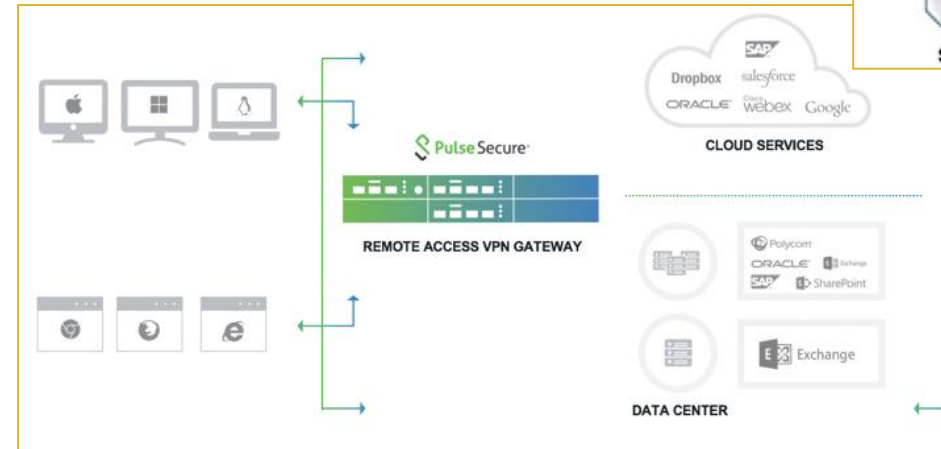 SAP
Dropbox salesforce
ORACLE Cisco webex Google
CLOUD SERVICES
Pulse Secure
REMOTE ACCESS VPN GATEWAY
Polycom
ORACLE Exchange
SAP SharePoint
E Exchange
DATA CENTER